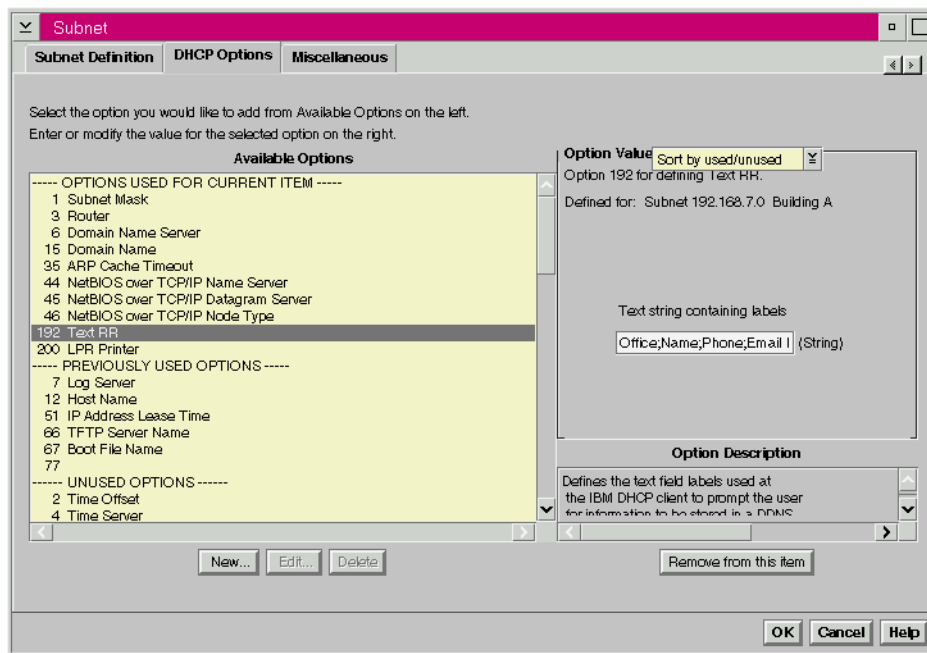 Subnet
Subnet Definition
DHCP Options
Miscellaneous
Select the option you would like to add from Available Options on the left.
Enter or modify the value for the selected option on the right.
Available Options
----- OPTIONS USED FOR CURRENT ITEM -----
1 Subnet Mask
3 Router
6 Domain Name Server
15 Domain Name
35 ARP Cache Timeout
44 NetBIOS over TCP/IP Name Server
45 NetBIOS over TCP/IP Datagram Server
46 NetBIOS over TCP/IP Node Type
192 Text RR
200 LPR Printer
----- PREVIOUSLY USED OPTIONS -----
7 Log Server
12 Host Name
51 IP Address Lease Time
66 TFTP Server Name
67 Boot File Name
77
------ UNUSED OPTIONS ------
2 Time Offset
4 Time Server
New...
Edit...
Delete
Option Value
Sort by used/unused
Option 192 for defining Text RR.
Defined for: Subnet 192.168.7.0 Building A
Text string containing labels
Office;Name;Phone;Email
(String)
Option Description
Defines the text field labels used at
the IBM DHCP client to prompt the user
for information to be stored in a DDNS
Remove from this item
OK
Cancel
Help